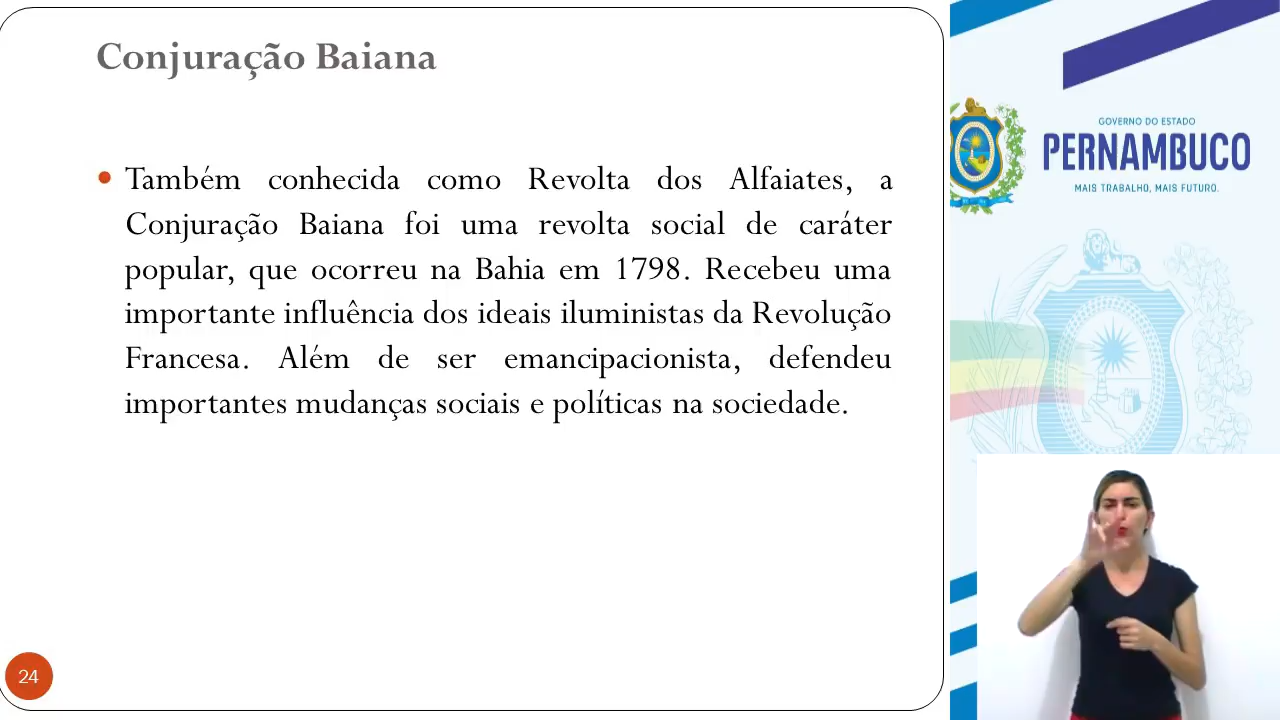 Conjuração Baiana
• Também conhecida como Revolta dos Alfaiates, a
Conjuração Baiana foi uma revolta social de caráter
popular, que ocorreu na Bahia em 1798. Recebeu uma
importante influência dos ideais iluministas da Revolução
Francesa. Além de ser emancipacionista, defendeu
importantes mudanças sociais e políticas na sociedade.
24
GOVERNO DO ESTADO
PERNAMBUCO
MAIS TRABALHO, MAIS FUTURO.